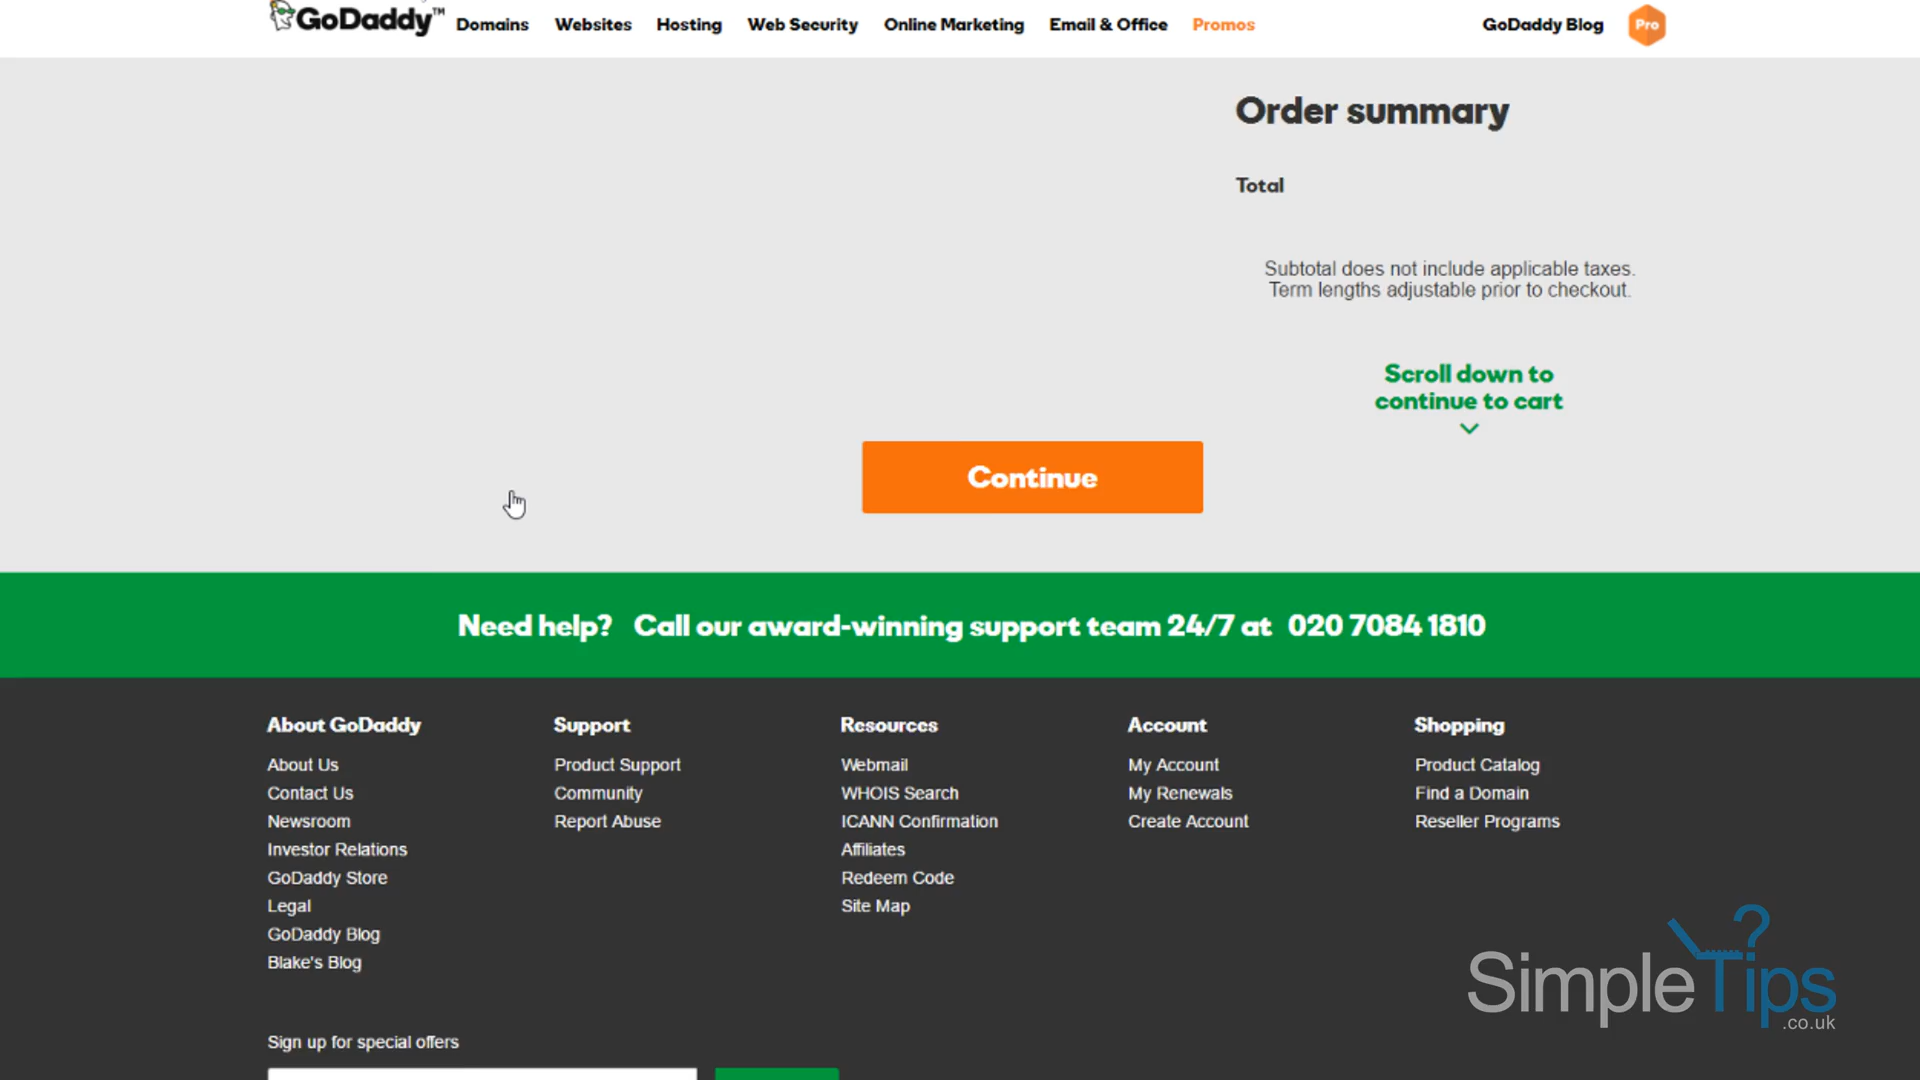 GoDaddy™ Domains Websites Hosting Web Security Online Marketing Email & Office Promos GoDaddy Blog Pro
Order summary
Total
Subtotal does not include applicable taxes.
Term lengths adjustable prior to checkout.
Scroll down to
continue to cart
Continue
Need help? Call our award-winning support team 24/7 at 020 7084 1810
About GoDaddy
About Us
Contact Us
Newsroom
Investor Relations
GoDaddy Store
Legal
GoDaddy Blog
Blake's Blog
Support
Product Support
Community
Report Abuse
Resources
Webmail
WHOIS Search
ICANN Confirmation
Affiliates
Redeem Code
Site Map
Account
My Account
My Renewals
Create Account
Shopping
Product Catalog
Find a Domain
Reseller Programs
Sign up for special offers
?
SimpleTips
.co.uk